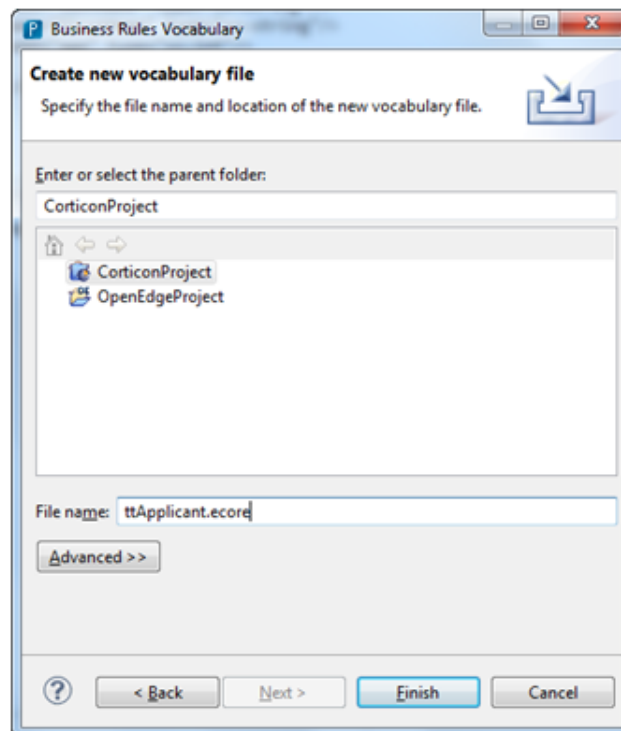 Business Rules Vocabulary
Create new vocabulary file
Specify the file name and location of the new vocabulary file.
Enter or select the parent folder:
CorticonProject
CorticonProject
OpenEdgeProject
File name: ttApplicant.ecore
Advanced >>
? < Back Next > Finish Cancel